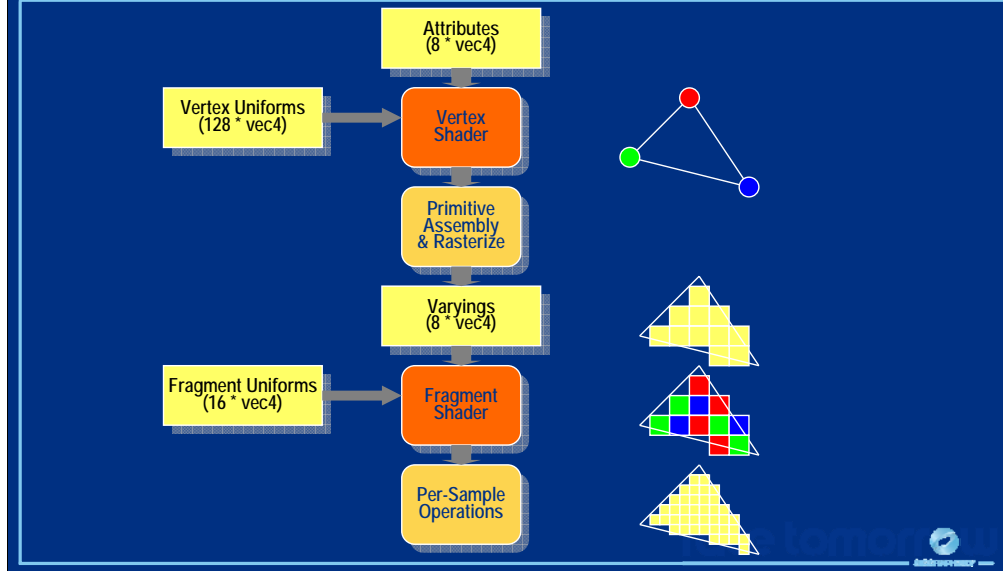 Attributes
(8 * vec4)
Vertex Uniforms
(128 * vec4)
Vertex
Shader
Primitive
Assembly
& Rasterize
Varyings
(8 * vec4)
Fragment Uniforms
(16 * vec4)
Fragment
Shader
Per-Sample
Operations
tomorrow